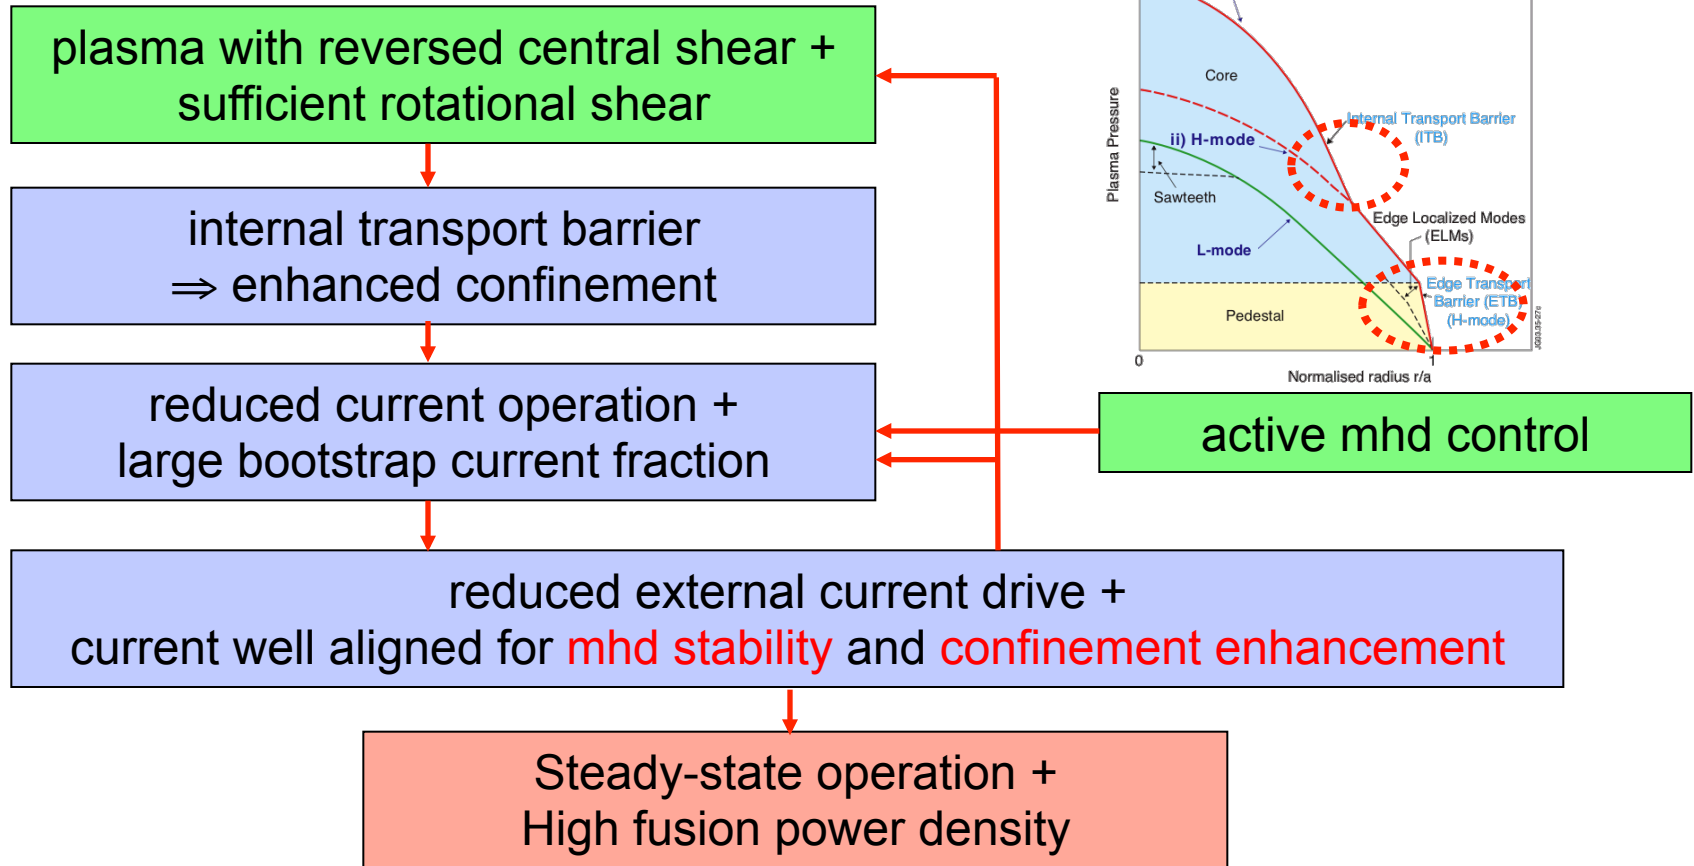 plasma with reversed central shear +
sufficient rotational shear
internal transport barrier
⇒ enhanced confinement
reduced current operation +
large bootstrap current fraction
reduced external current drive +
current well aligned for mhd stability and confinement enhancement
Steady-state operation +
High fusion power density
active mhd control
Plasma Pressure
Core
Internal Transport Barrier
(ITB)
ii) H-mode
Sawteeth
Edge Localized Modes
(ELMs)
L-mode
Edge Transport
Barrier (ETB)
(H-mode)
Pedestal
0
1
Normalised radius r/a
JG03.35-27c